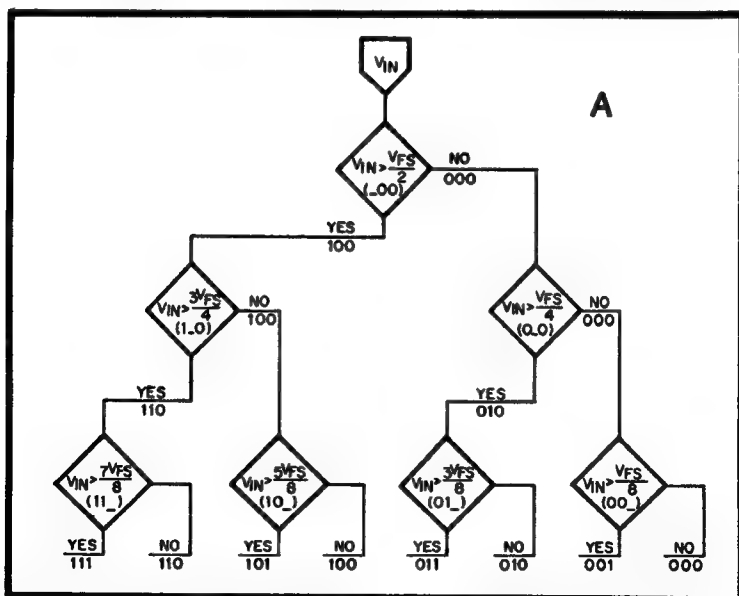 VIN
A
VIN > VFS/2
(_00)
NO
000
YES
100
VIN > 3VFS/4
(1_0)
NO
100
VIN > VFS/4
(0_0)
NO
000
YES
110
YES
010
VIN > 7VFS/8
(11_)
VIN > 5VFS/8
(10_)
VIN > 3VFS/8
(01_)
VIN > VFS/8
(00_)
YES
111
NO
110
YES
101
NO
100
YES
011
NO
010
YES
001
NO
000